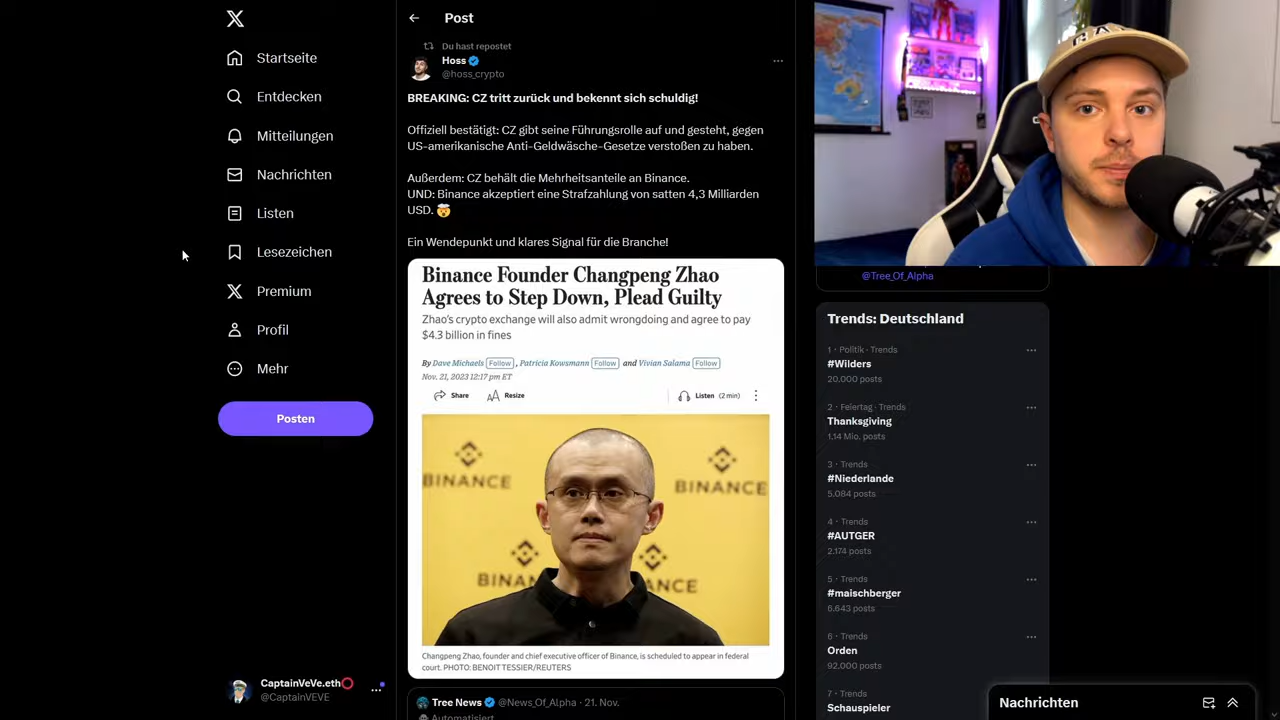 Startseite
Entdecken
Mitteilungen
Nachrichten
Listen
Lesezeichen
Premium
Profil
Mehr
Posten
CaptainVeVe.eth
@CaptainVEVE
Post
Du hast repostet
Hoss
@hoss_crypto
BREAKING: CZ tritt zurück und bekennt sich schuldig!
Offiziell bestätigt: CZ gibt seine Führungsrolle auf und gesteht, gegen
US-amerikanische Anti-Geldwäsche-Gesetze verstoßen zu haben.
Außerdem: CZ behält die Mehrheitsanteile an Binance.
UND: Binance akzeptiert eine Strafzahlung von satten 4,3 Milliarden
USD. 🤯
Ein Wendepunkt und klares Signal für die Branche!
Binance Founder Changpeng Zhao
Agrees to Step Down, Plead Guilty
Zhao's crypto exchange will also admit wrongdoing and agree to pay
$4.3 billion in fines
By Dave Michaels Follow , Patricia Kowsmann Follow and Vivian Salama Follow
Nov. 21, 2023 12:17 pm ET
Share Resize Listen (2 min)
BINANCE
BINANCE
BINAN
NCE
Changpeng Zhao, founder and chief executive officer of Binance, is scheduled to appear in federal
court. PHOTO: BENOIT TESSIER/REUTERS
Tree News @News_Of_Alpha · 21. Nov.
Automatisiert
@Tree_Of_Alpha
Trends: Deutschland
1 · Politik · Trends
#Wilders
20.000 posts
2 · Feiertag · Trends
Thanksgiving
1,14 Mio. posts
3 · Trends
#Niederlande
5.084 posts
4 · Trends
#AUTGER
2.174 posts
5 · Trends
#maischberger
6.643 posts
6 · Trends
Orden
92.000 posts
7 · Trends
Schauspieler
Nachrichten